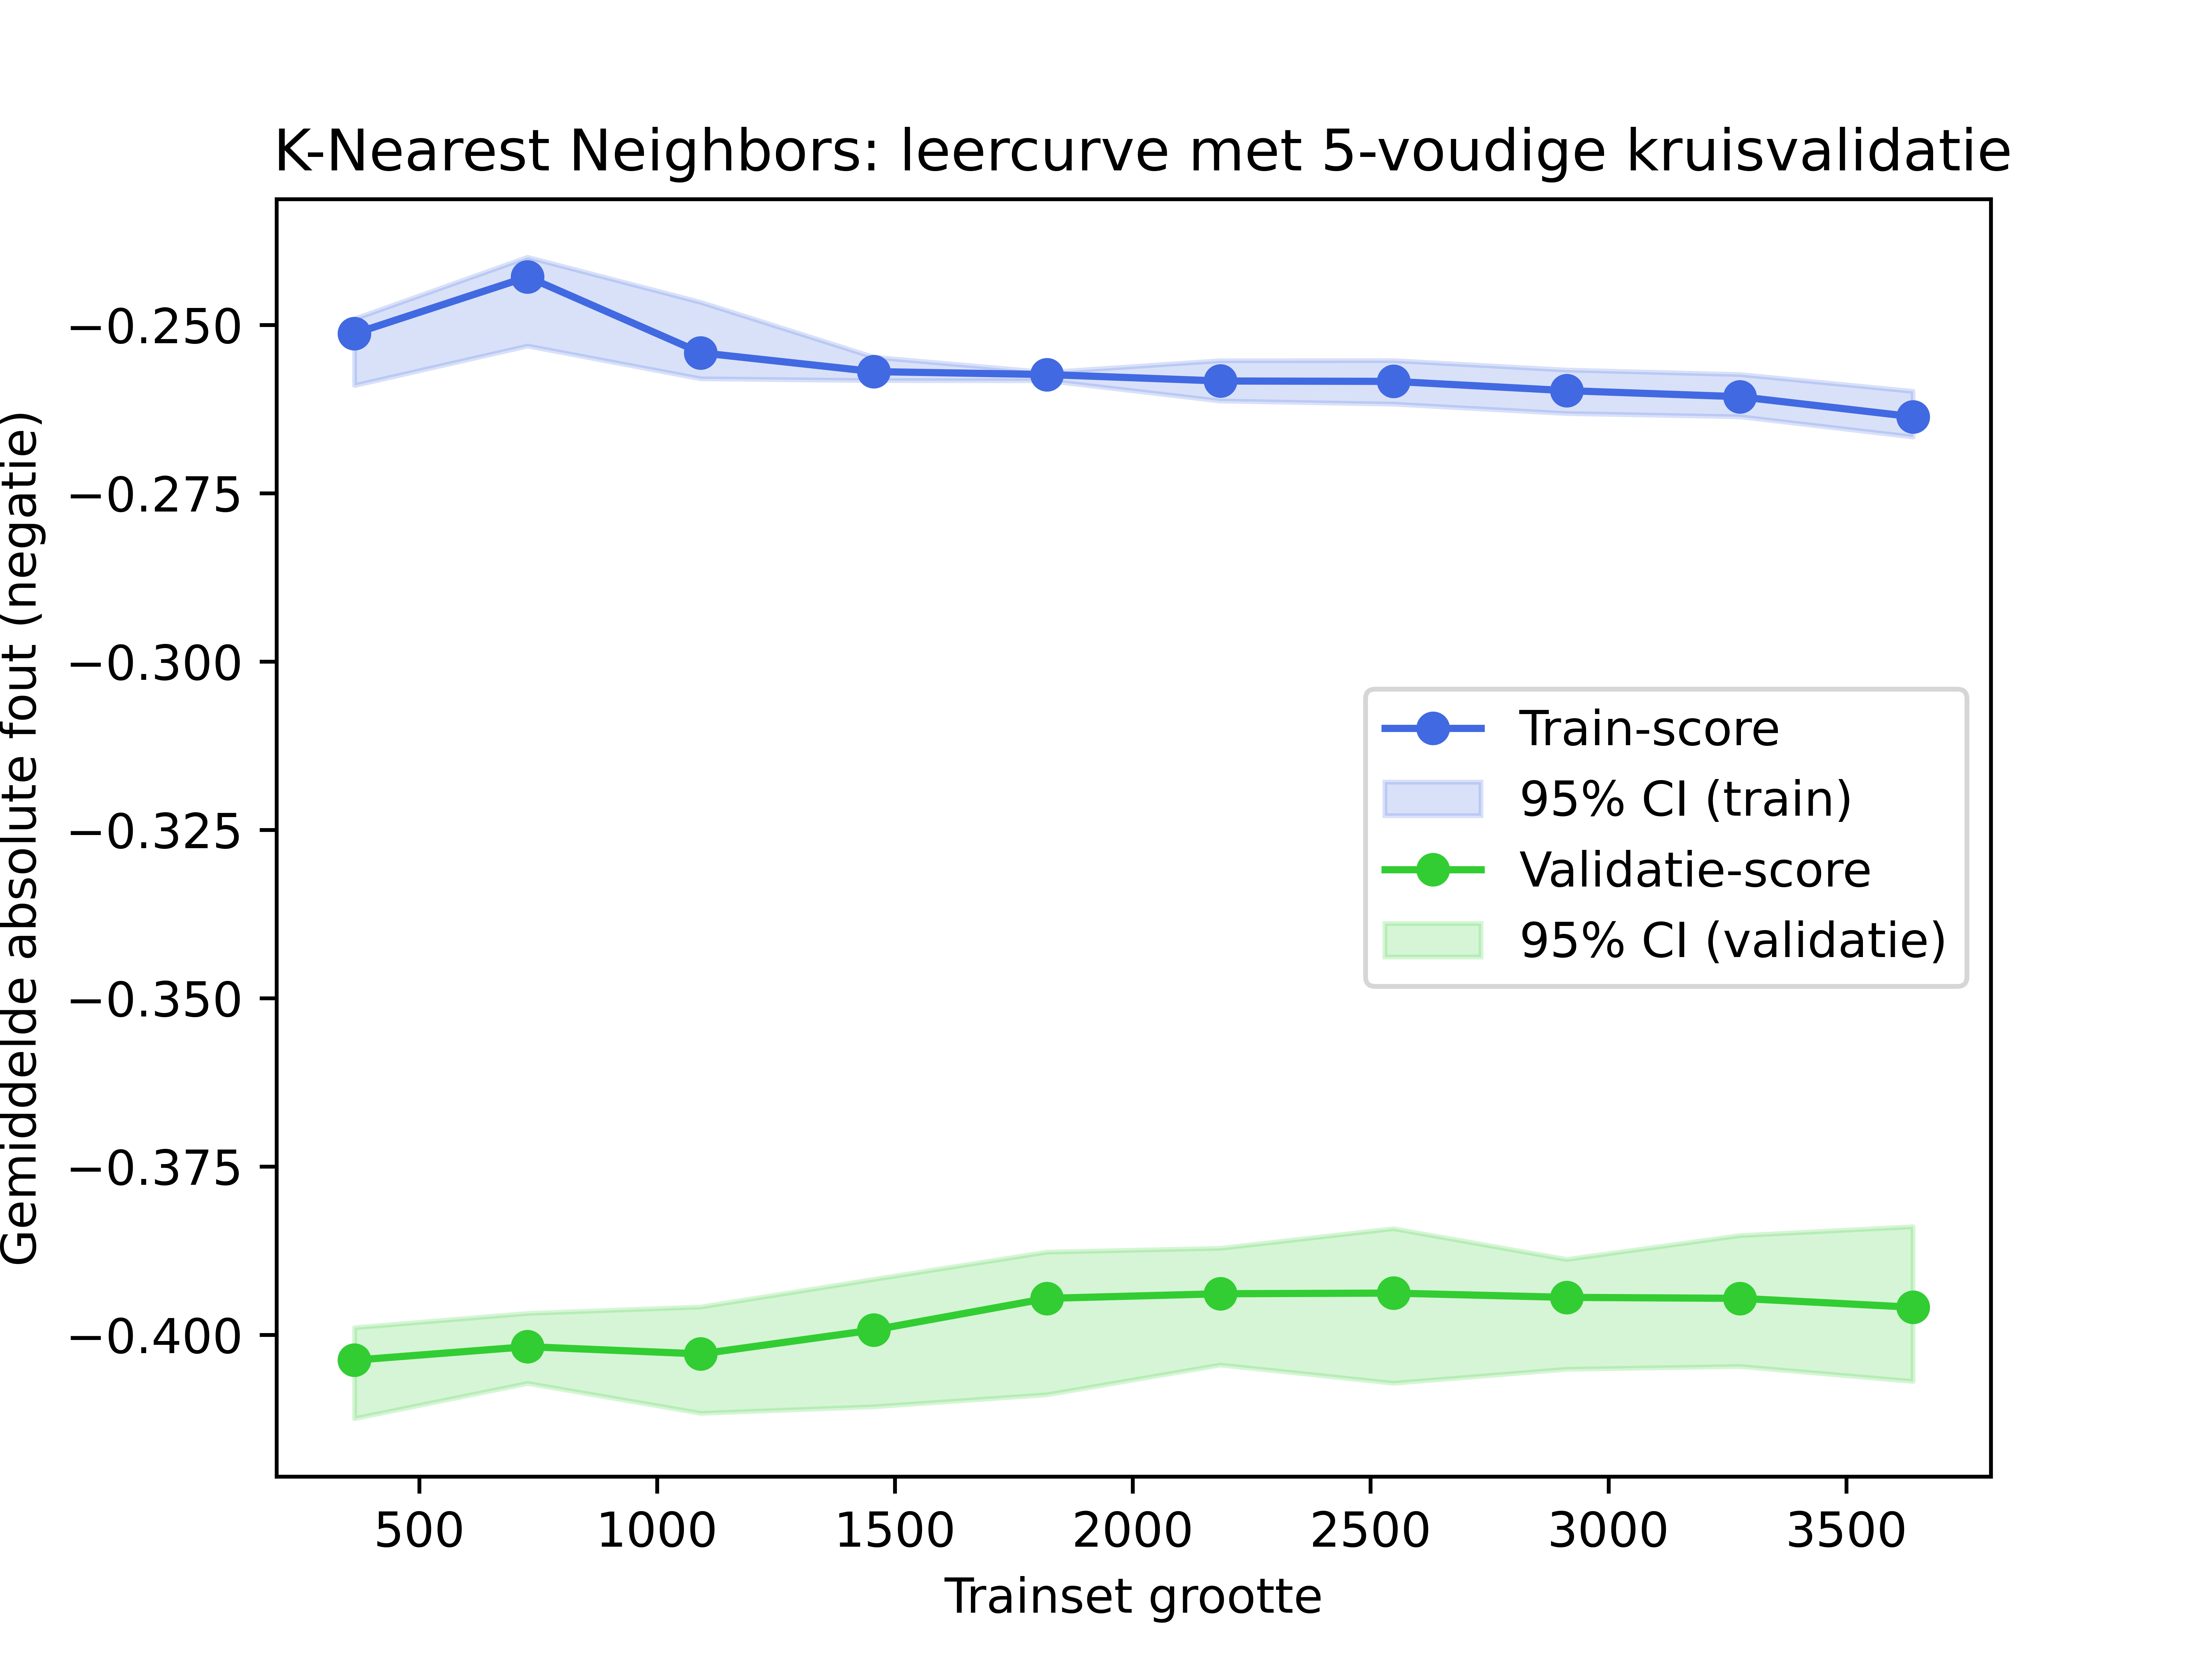 K-Nearest Neighbors: leercurve met 5-voudige kruisvalidatie
Gemiddelde absolute fout (negatie)
−0.250
−0.275
−0.300
−0.325
−0.350
−0.375
−0.400
Train-score
95% CI (train)
Validatie-score
95% CI (validatie)
500 1000 1500 2000 2500 3000 3500
Trainset grootte